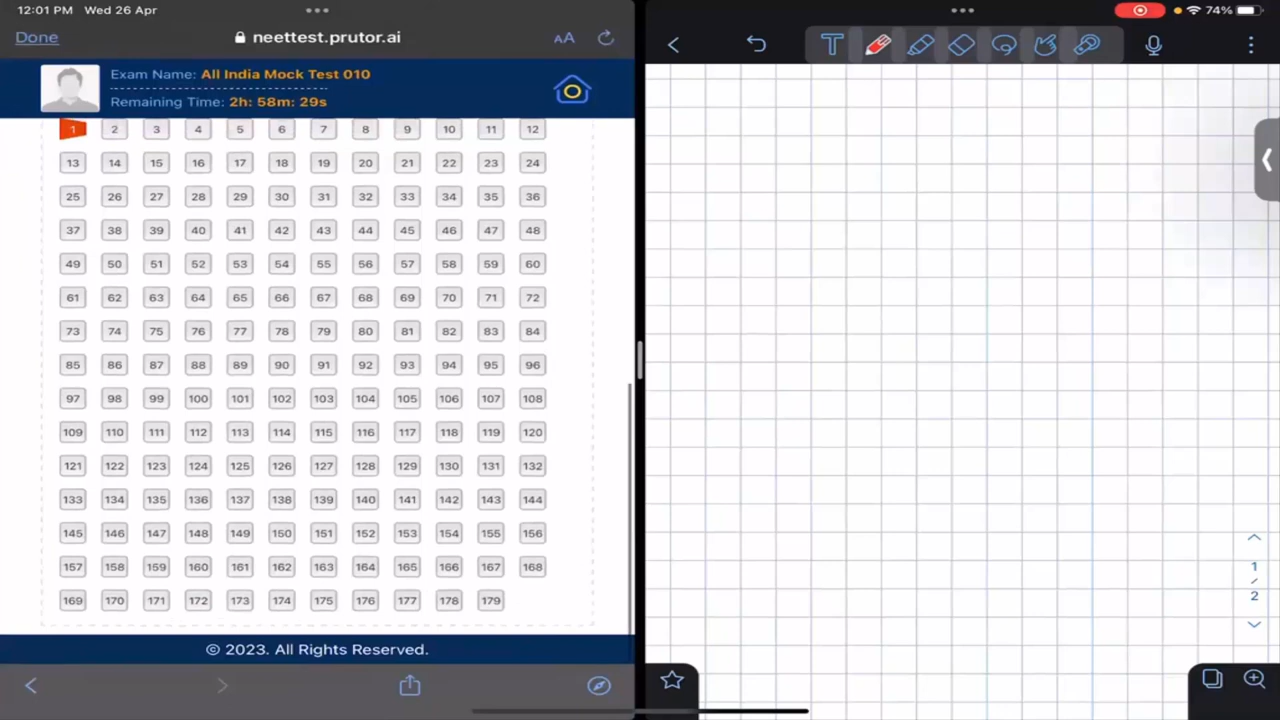 12:01 PM Wed 26 Apr
74%
Done
neettest.prutor.ai
AA
T
Exam Name: All India Mock Test 010
Remaining Time: 2h: 58m: 29s
1 2 3 4 5 6 7 8 9 10 11 12
13 14 15 16 17 18 19 20 21 22 23 24
25 26 27 28 29 30 31 32 33 34 35 36
37 38 39 40 41 42 43 44 45 46 47 48
49 50 51 52 53 54 55 56 57 58 59 60
61 62 63 64 65 66 67 68 69 70 71 72
73 74 75 76 77 78 79 80 81 82 83 84
85 86 87 88 89 90 91 92 93 94 95 96
97 98 99 100 101 102 103 104 105 106 107 108
109 110 111 112 113 114 115 116 117 118 119 120
121 122 123 124 125 126 127 128 129 130 131 132
133 134 135 136 137 138 139 140 141 142 143 144
145 146 147 148 149 150 151 152 153 154 155 156
157 158 159 160 161 162 163 164 165 166 167 168
169 170 171 172 173 174 175 176 177 178 179
© 2023. All Rights Reserved.
1
/
2